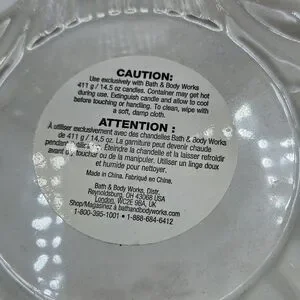 CAUTION:
Use exclusively with Bath & Body Works
411 g / 14.5 oz candles. Container may get hot
during use. Extinguish candle and allow to cool
before touching or handling. To clean, wipe with
a soft, damp cloth.
ATTENTION :
À utiliser exclusivement avec des chandelles Bath & Body Works
de 411 g / 14.5 oz. La garniture peut devenir chaude
pendant Éteindre la chandelle et la laisser refroidir
avant toucher ou de la manipuler. Utiliser un linge doux
et humide pour nettoyer.
Made in China. Fabriqué en Chine.
Bath & Body Works, Distr.
Reynoldsburg, OH 43068 USA
London, WC2E 9BA, UK
Shop/Magasinez à bathandbodyworks.com
1-800-395-1001 • 1-888-684-6412